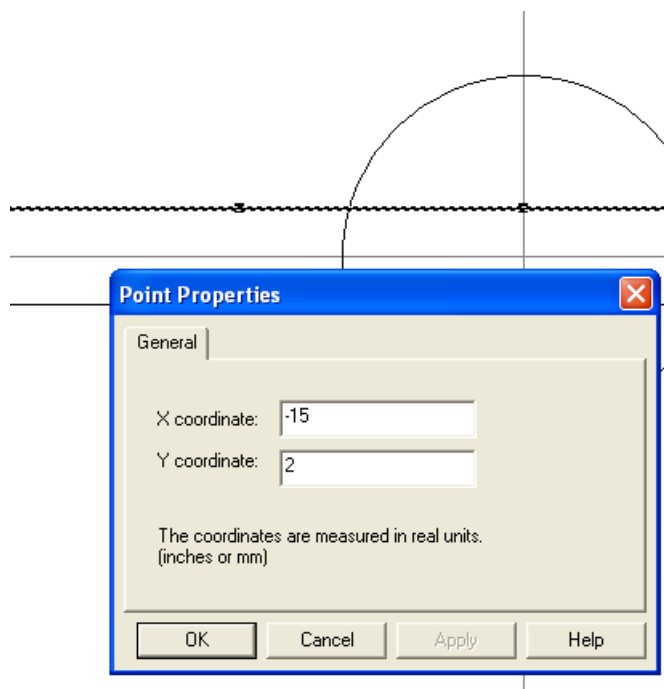 Point Properties
General
X coordinate: -15
Y coordinate: 2
The coordinates are measured in real units.
(inches or mm)
OK Cancel Apply Help